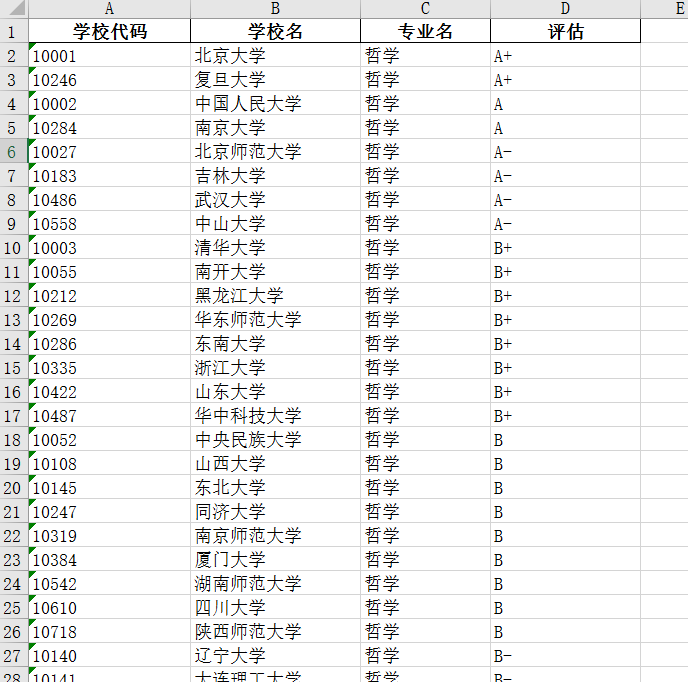 A B C D E
1 学校代码 学校名 专业名 评估
2 10001 北京大学 哲学 A+
3 10246 复旦大学 哲学 A+
4 10002 中国人民大学 哲学 A
5 10284 南京大学 哲学 A
6 10027 北京师范大学 哲学 A-
7 10183 吉林大学 哲学 A-
8 10486 武汉大学 哲学 A-
9 10558 中山大学 哲学 A-
10 10003 清华大学 哲学 B+
11 10055 南开大学 哲学 B+
12 10212 黑龙江大学 哲学 B+
13 10269 华东师范大学 哲学 B+
14 10286 东南大学 哲学 B+
15 10335 浙江大学 哲学 B+
16 10422 山东大学 哲学 B+
17 10487 华中科技大学 哲学 B+
18 10052 中央民族大学 哲学 B
19 10108 山西大学 哲学 B
20 10145 东北大学 哲学 B
21 10247 同济大学 哲学 B
22 10319 南京师范大学 哲学 B
23 10384 厦门大学 哲学 B
24 10542 湖南师范大学 哲学 B
25 10610 四川大学 哲学 B
26 10718 陕西师范大学 哲学 B
27 10140 辽宁大学 哲学 B-
28 10141 大连理工大学 哲学 B-